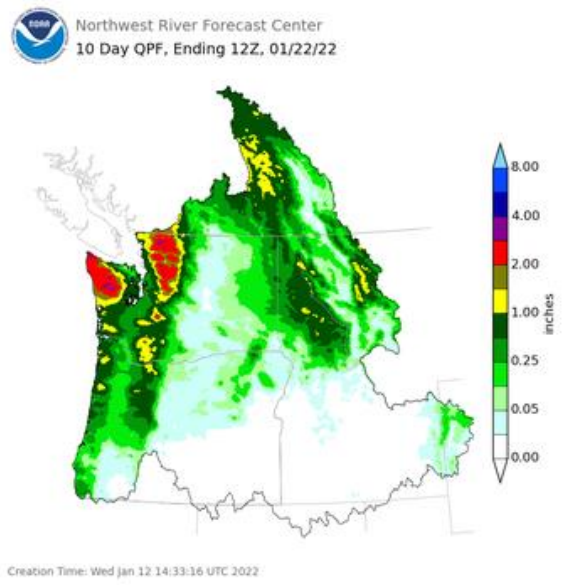 NOAA
Northwest River Forecast Center
10 Day QPF, Ending 12Z, 01/22/22
8.00
4.00
2.00
1.00
0.25
0.05
0.00
inches
Creation Time: Wed Jan 12 14:33:16 UTC 2022